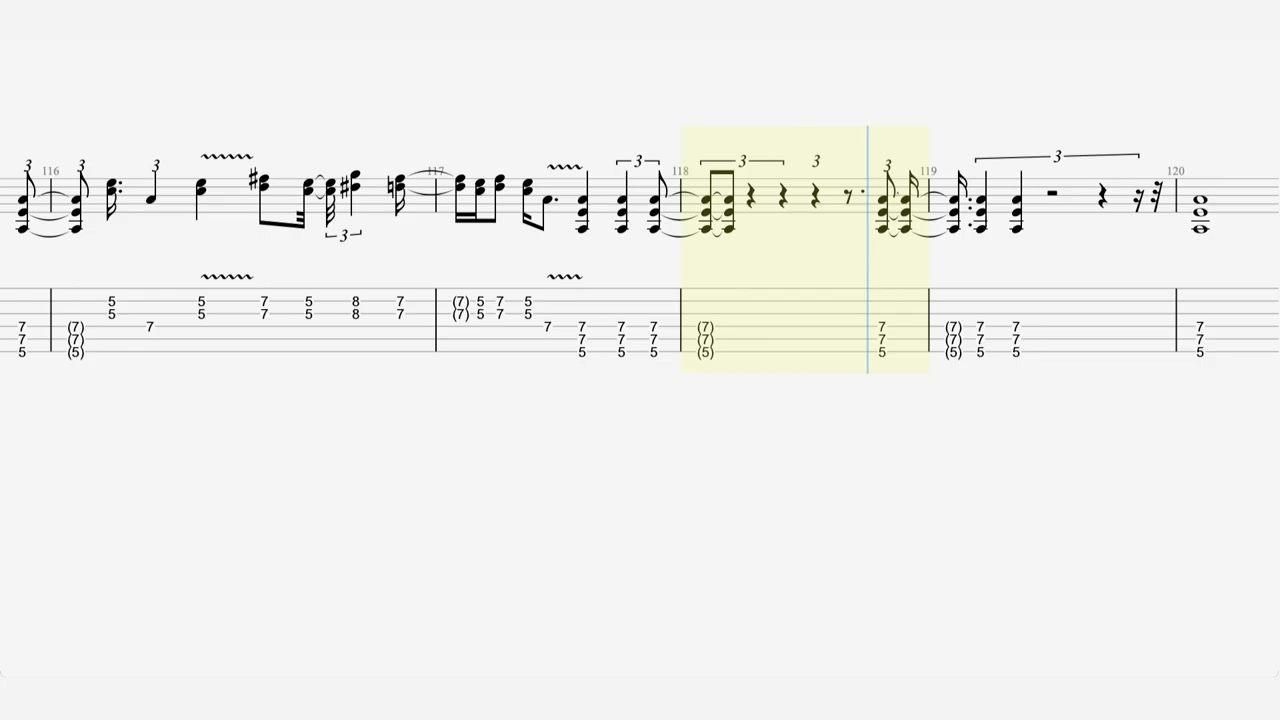 3 3 3 3 3 3 3 3
116 117 118 119 120
3
5 5 7 5 8 7 (7) 5 7 5
5 5 7 5 8 7 (7) 5 7 5
7 (7) 7 7 7 7 7 (7) 7 (7) 7 7 7
7 (7) 7 7 7 (7) 7 (7) 7 7 7
5 (5) 5 5 5 (5) 5 (5) 5 5 5